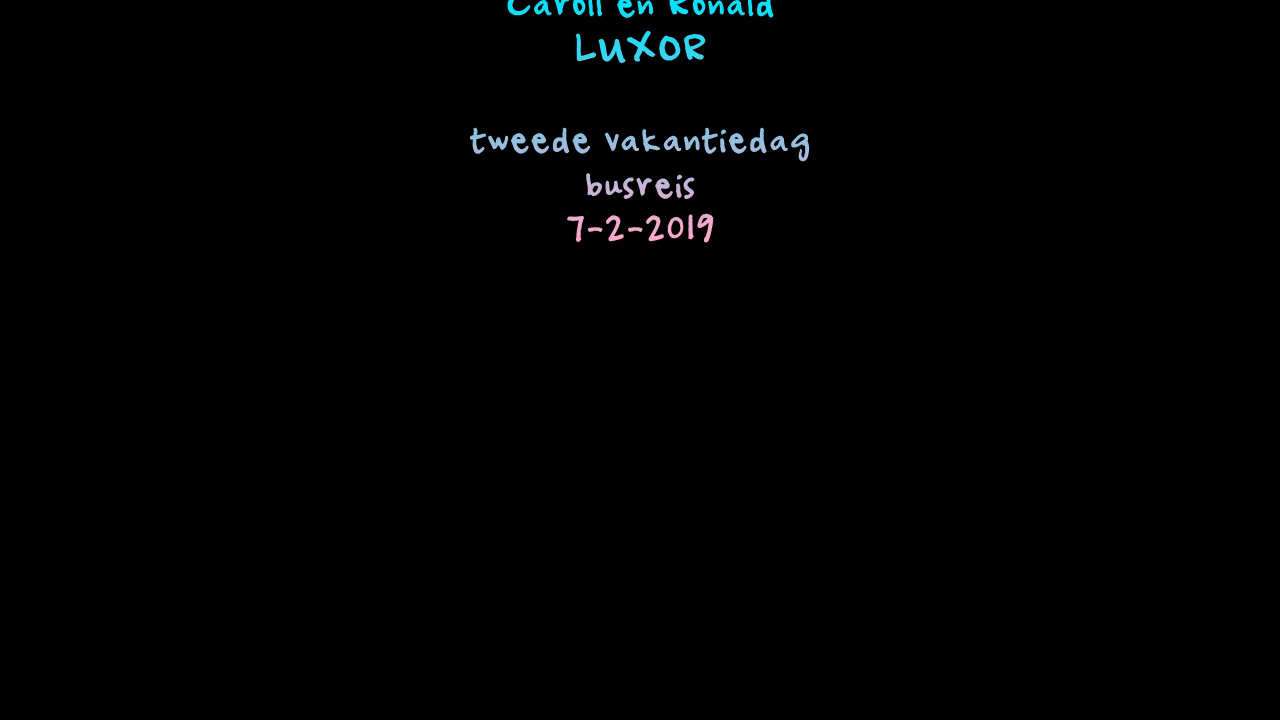 Caroll en Ronald
LUXOR
tweede vakantiedag
busreis
7-2-2019